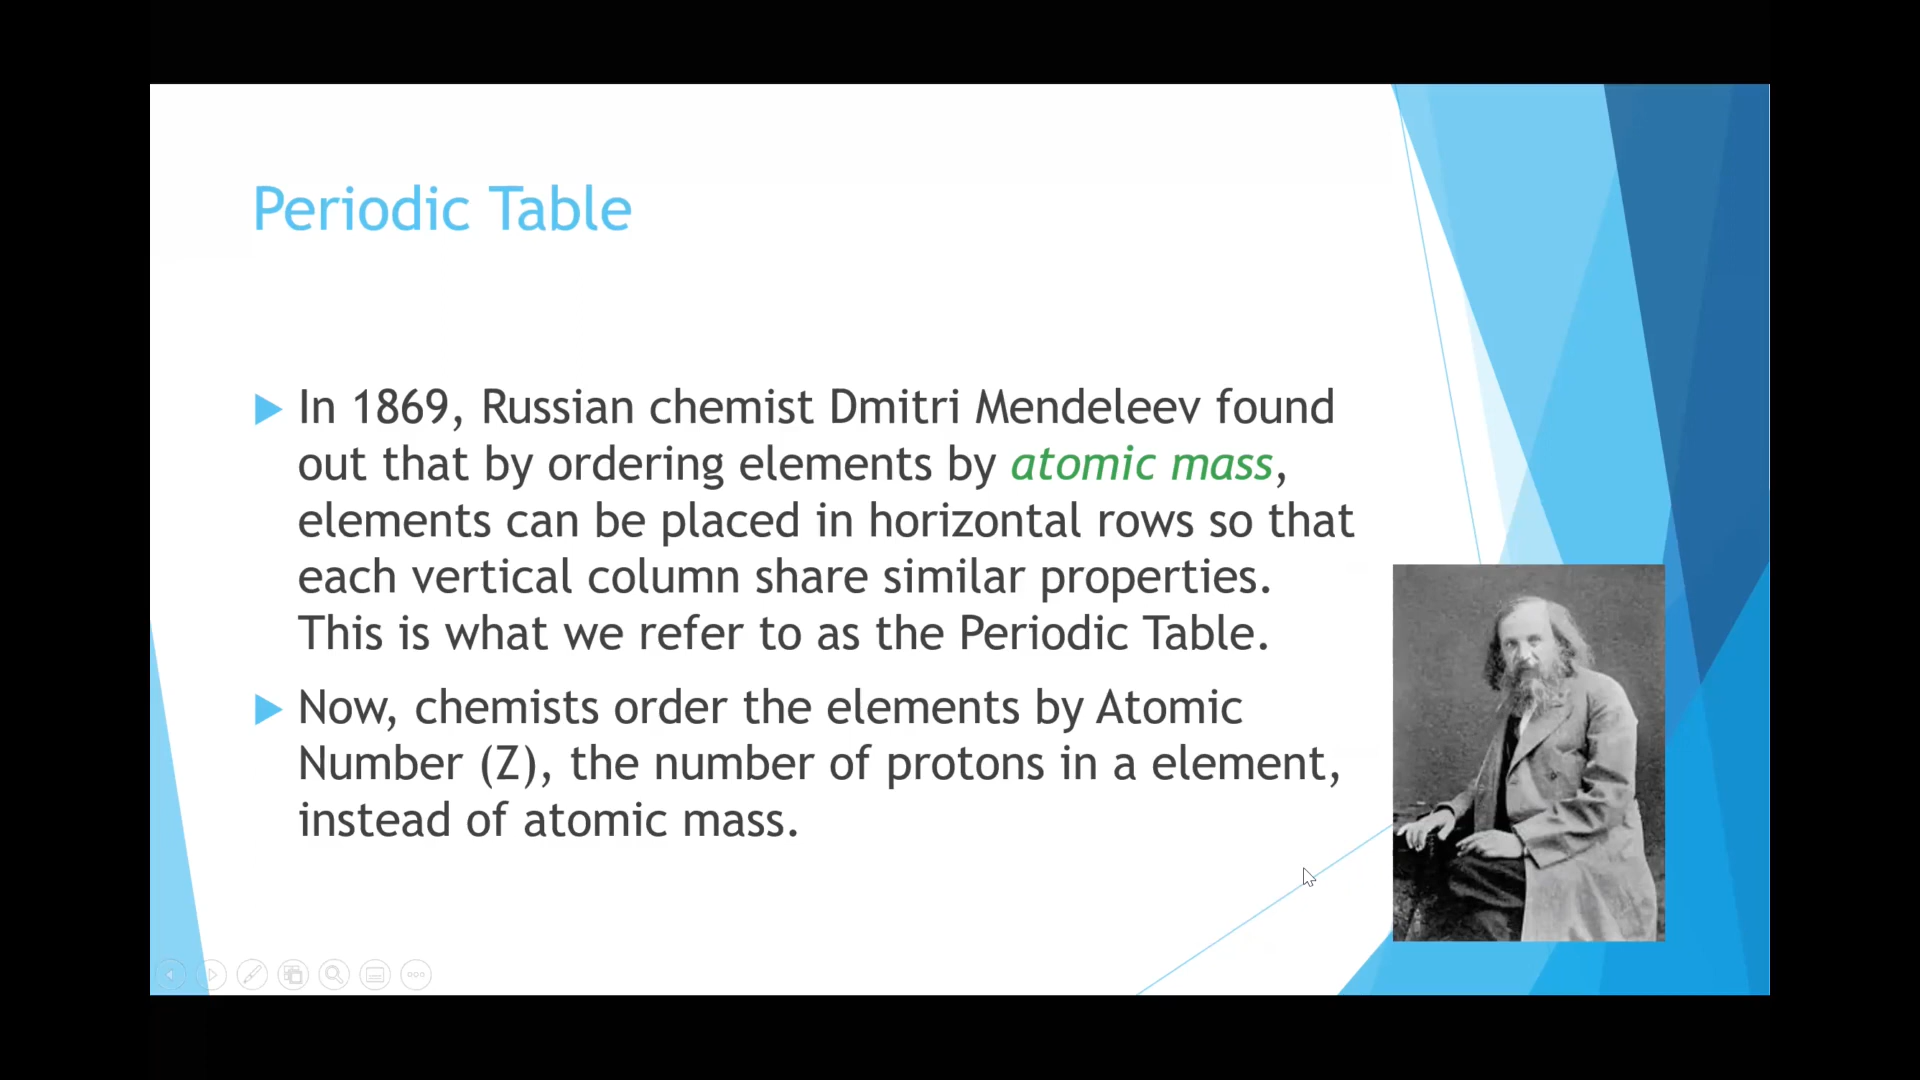 Periodic Table
In 1869, Russian chemist Dmitri Mendeleev found
out that by ordering elements by atomic mass,
elements can be placed in horizontal rows so that
each vertical column share similar properties.
This is what we refer to as the Periodic Table.
Now, chemists order the elements by Atomic
Number (Z), the number of protons in a element,
instead of atomic mass.